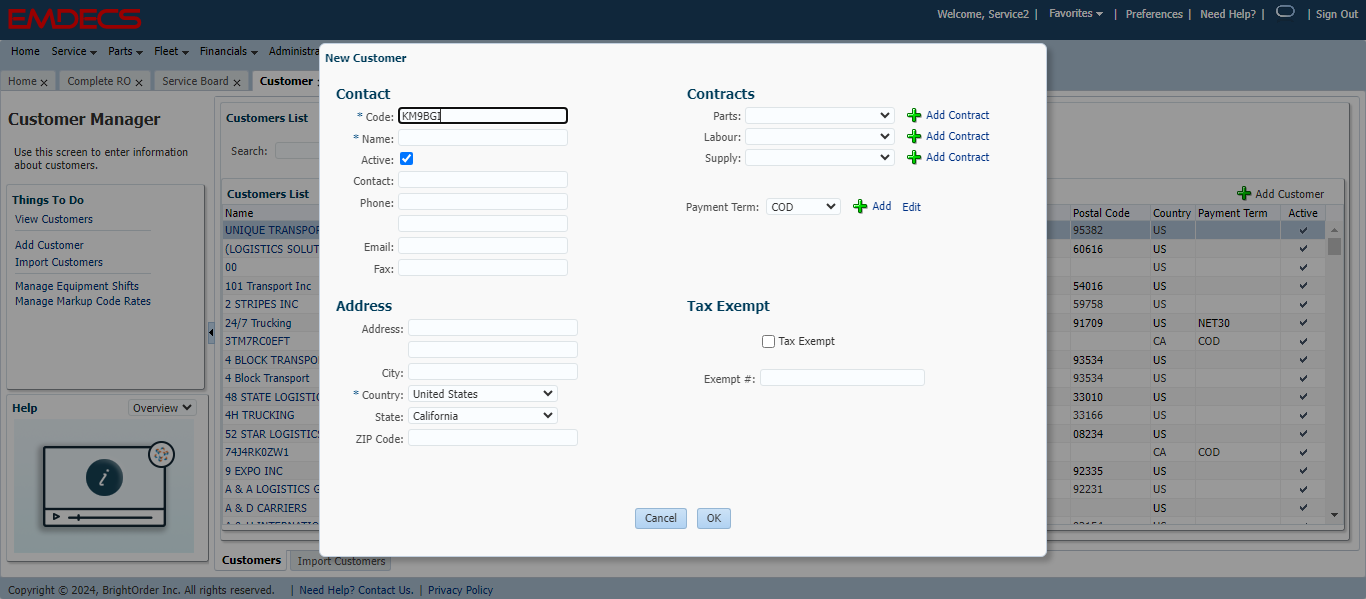 EMDECS
Welcome, Service2 | Favorites | Preferences | Need Help? | | Sign Out
Home Service Parts Fleet Financials Administra
Home x Complete RO x Service Board x Customer
Customer Manager
Use this screen to enter information
about customers.
Things To Do
View Customers
Add Customer
Import Customers
Manage Equipment Shifts
Manage Markup Code Rates
Help Overview
i
Customers List
Search:
Customers List
Add Customer
Name Postal Code Country Payment Term Active
UNIQUE TRANSPOR 95382 US
(LOGISTICS SOLUT 60616 US
00 US
101 Transport Inc 54016 US
2 STRIPES INC 59758 US
24/7 Trucking 91709 US NET30
3TM7RC0EFT CA COD
4 BLOCK TRANSPO 93534 US
4 Block Transport 93534 US
48 STATE LOGISTIC 33010 US
4H TRUCKING 33166 US
52 STAR LOGISTICS 08234 US
74J4RK0ZW1 CA COD
9 EXPO INC 92335 US
A & A LOGISTICS G 92231 US
A & D CARRIERS US
Customers Import Customers
New Customer
Contact
* Code: KM9BGI
* Name:
Active:
Contact:
Phone:
Email:
Fax:
Contracts
Parts: Add Contract
Labour: Add Contract
Supply: Add Contract
Payment Term: COD Add Edit
Address
Address:
City:
* Country: United States
State: California
ZIP Code:
Tax Exempt
Tax Exempt
Exempt #:
Cancel OK
Copyright © 2024, BrightOrder Inc. All rights reserved. | Need Help? Contact Us. | Privacy Policy